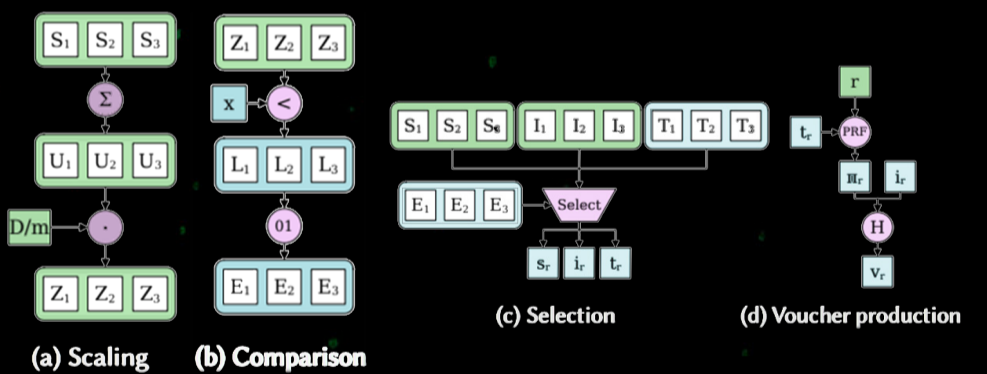 S₁ S₂ S₃
Σ
U₁ U₂ U₃
D/m ·
Z₁ Z₂ Z₃
(a) Scaling
Z₁ Z₂ Z₃
x <
L₁ L₂ L₃
01
E₁ E₂ E₃
(b) Comparison
S₁ S₂ I₁ I₂ I₃ T₁ T₂ T₃
E₁ E₂ E₃ Select
sᵣ iᵣ tᵣ
(c) Selection
r
tᵣ PRF
πᵣ iᵣ
H
vᵣ
(d) Voucher production